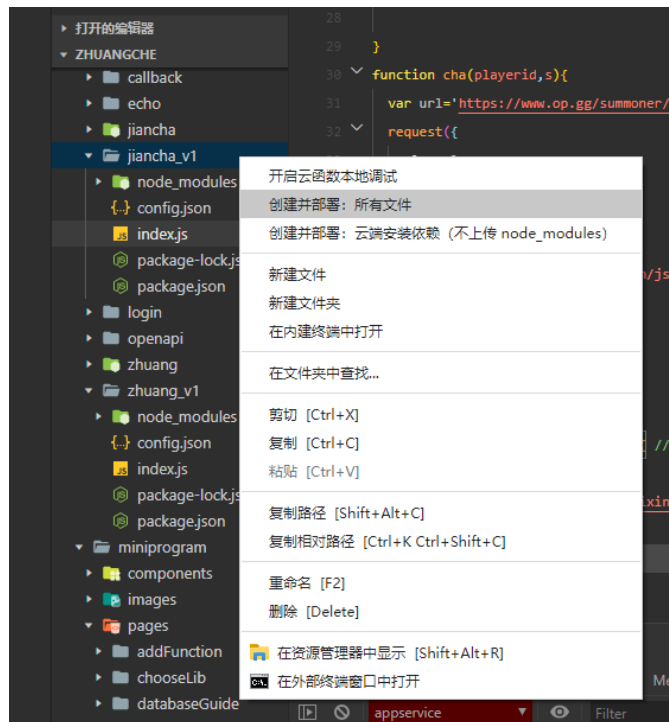 打开的编辑器
ZHUANGCHE
callback
echo
jiancha
jiancha_v1
node_modules
{..} config.json
JS index.js
package-lock.js
package.json
login
openapi
zhuang
zhuang_v1
node_modules
{..} config.json
JS index.js
package-lock.js
package.json
miniprogram
components
images
pages
addFunction
chooseLib
databaseGuide
28
29 }
30 function cha(playerid,s){
31 var url='https://www.op.gg/summoner/
32 request({
n/js
//
ixin
开启云函数本地调试
创建并部署：所有文件
创建并部署：云端安装依赖（不上传 node_modules）
新建文件
新建文件夹
在内建终端中打开
在文件夹中查找...
剪切 [Ctrl+X]
复制 [Ctrl+C]
粘贴 [Ctrl+V]
复制路径 [Shift+Alt+C]
复制相对路径 [Ctrl+K Ctrl+Shift+C]
重命名 [F2]
删除 [Delete]
在资源管理器中显示 [Shift+Alt+R]
在外部终端窗口中打开
Me
appservice
Filter